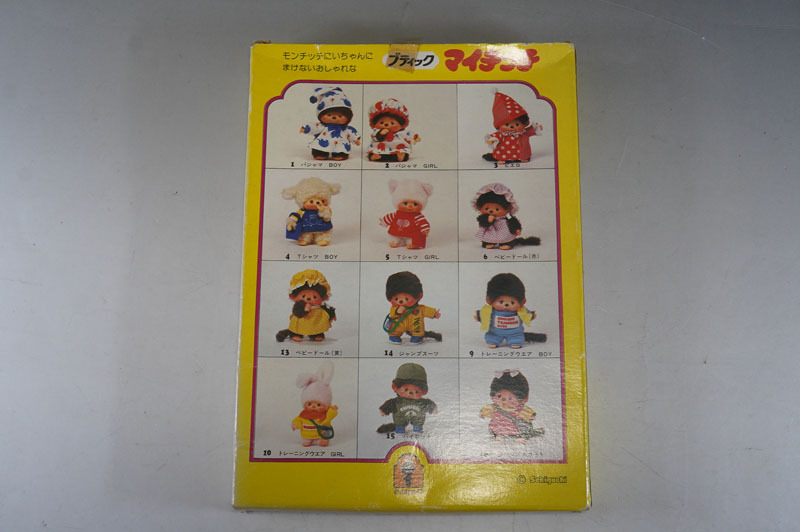 モンチッチにいちゃんに
まけないおしゃれな
ブティック
マイチッチ
1 パジャマ BOY
2 パジャマ GIRL
3 ピエロ
4 Tシャツ BOY
5 Tシャツ GIRL
6 ベビードール(赤)
13 ベビードール(黄)
14 ジャンプスーツ
9 トレーニングウエア BOY
10 トレーニングウエア GIRL
15
© Sekiguchi